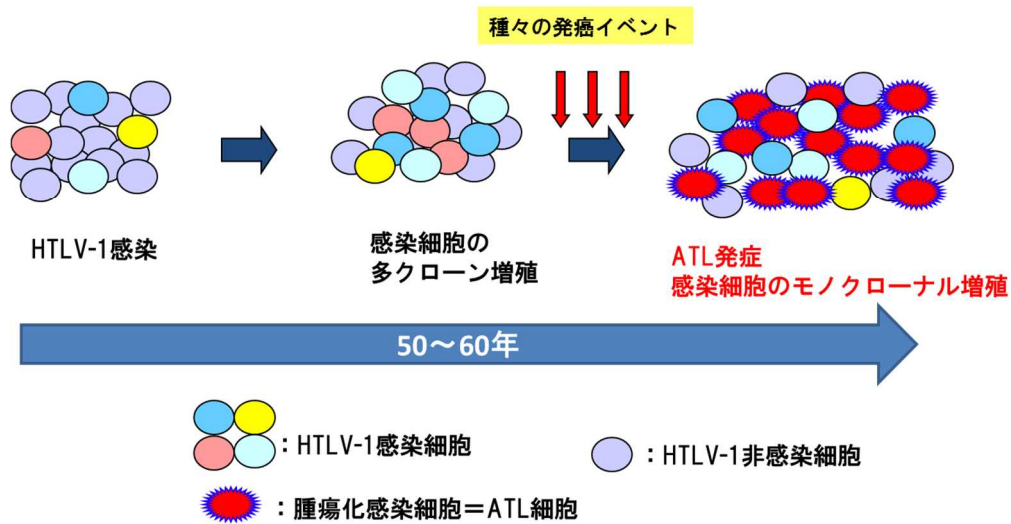 種々の発癌イベント
HTLV-1感染
感染細胞の
多クローン増殖
ATL発症
感染細胞のモノクローナル増殖
50～60年
：HTLV-1感染細胞
：HTLV-1非感染細胞
：腫瘍化感染細胞＝ATL細胞